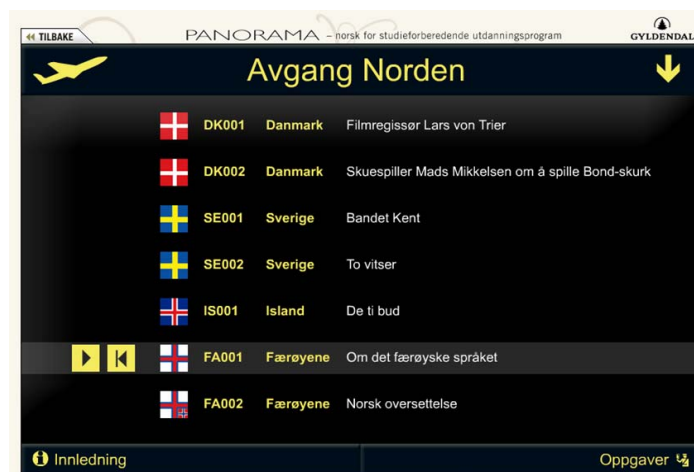 TILBAKE
PANORAMA – norsk for studieforberedende utdanningsprogram
GYLDENDAL
Avgang Norden
DK001 Danmark Filmregissør Lars von Trier
DK002 Danmark Skuespiller Mads Mikkelsen om å spille Bond-skurk
SE001 Sverige Bandet Kent
SE002 Sverige To vitser
IS001 Island De ti bud
FA001 Færøyene Om det færøyske språket
FA002 Færøyene Norsk oversettelse
Innledning
Oppgaver